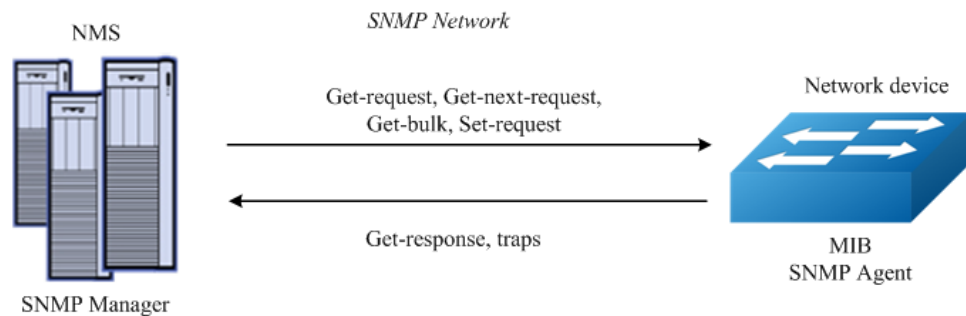 SNMP Network
NMS
Network device
Get-request, Get-next-request,
Get-bulk, Set-request
Get-response, traps
MIB
SNMP Agent
SNMP Manager